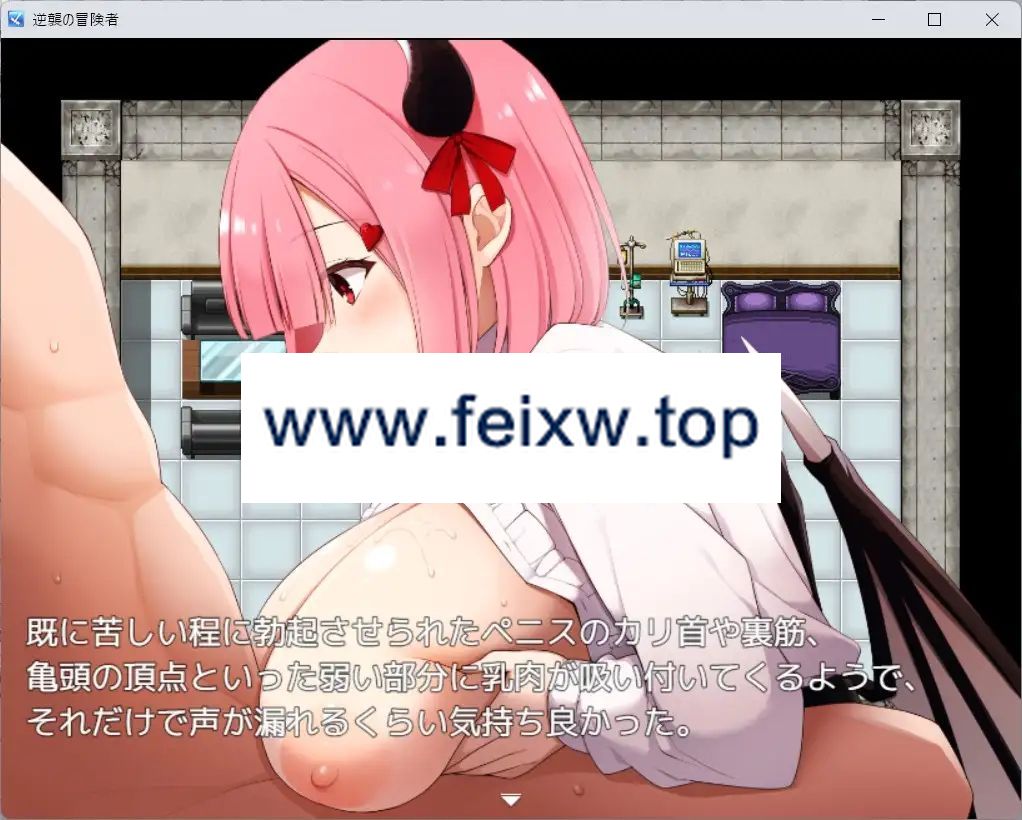 逆襲の冒険者
www.feixw.top
既に苦しい程に勃起させられたペニスのカリ首や裏筋、
亀頭の頂点といった弱い部分に乳肉が吸い付いてくるようで、
それだけで声が漏れるくらい気持ち良かった。